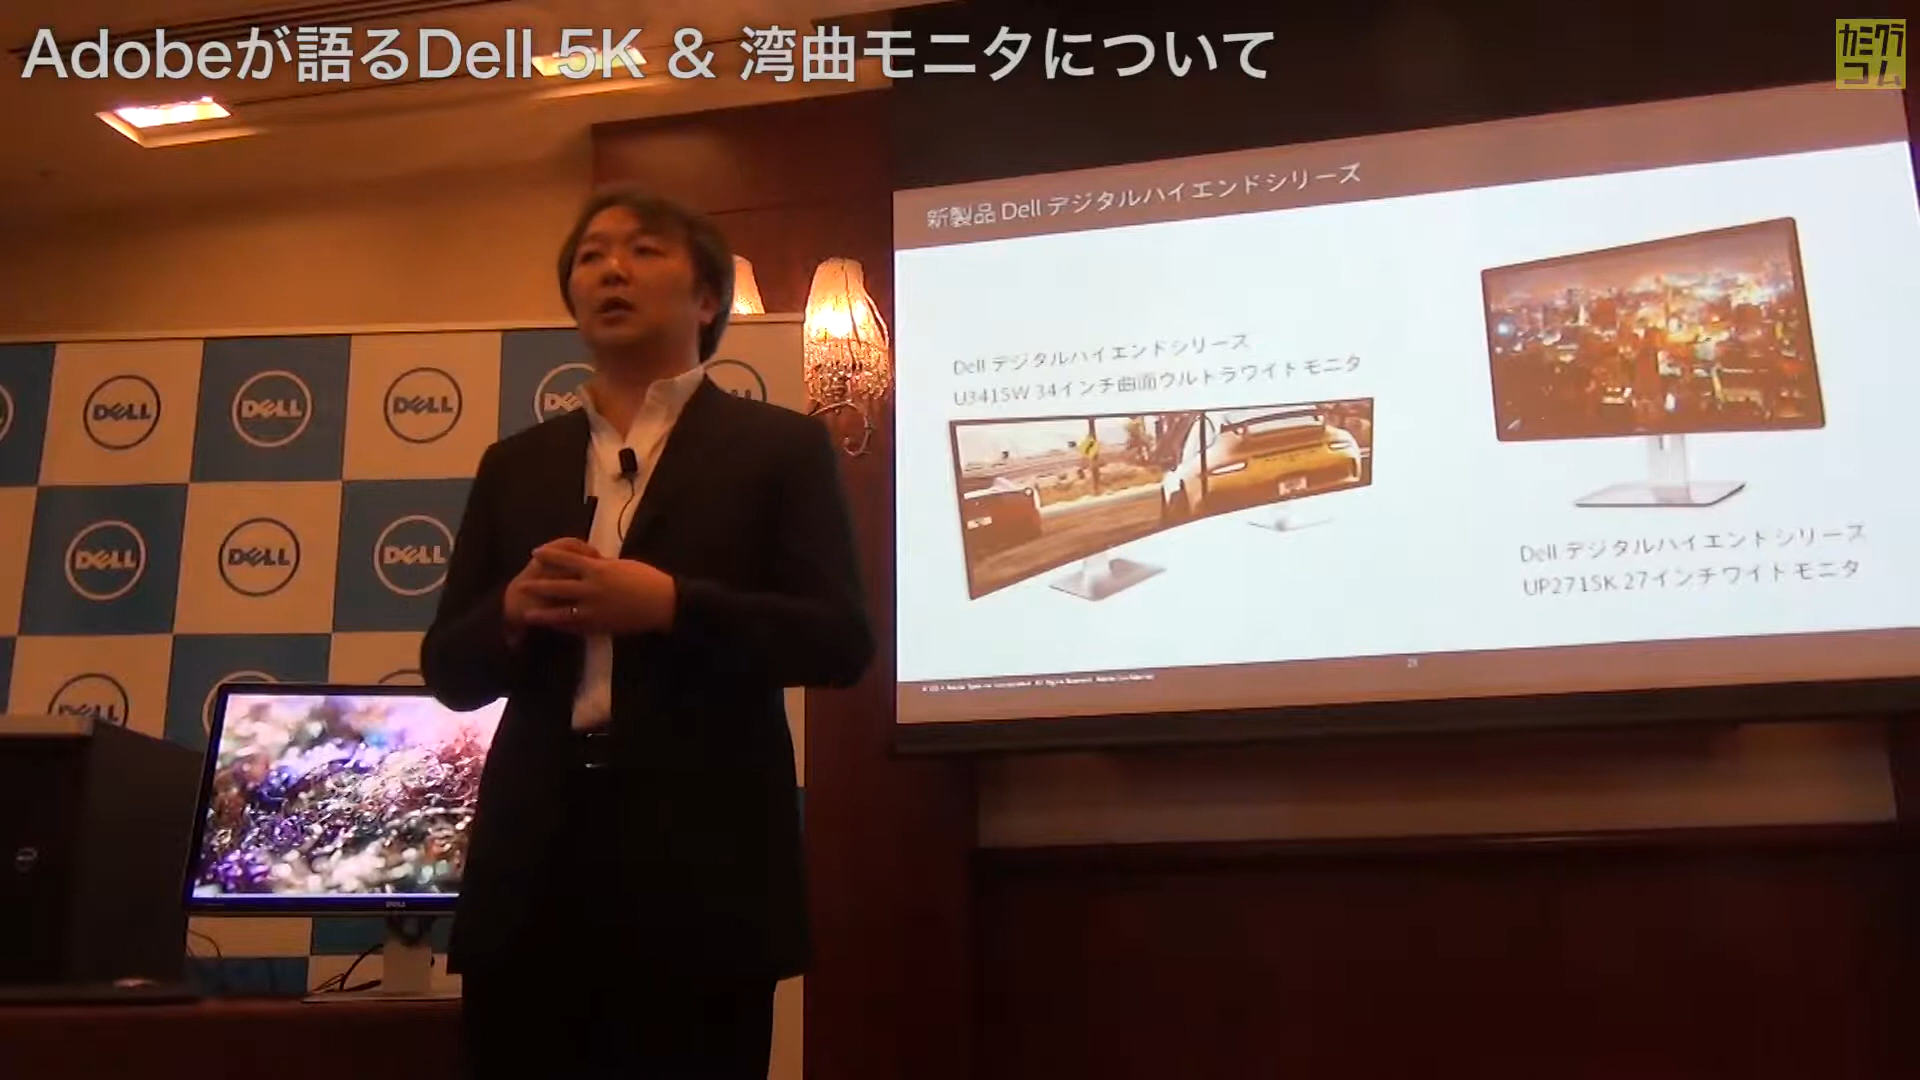 Adobeが語るDell 5K & 湾曲モニタについて
カミクラ
コム
新製品 Dell デジタルハイエンドシリーズ
Dell デジタルハイエンドシリーズ
U3415W 34インチ曲面ウルトラワイドモニタ
Dell デジタルハイエンドシリーズ
UP2715K 27インチワイドモニタ
DELL
DELL
DELL
DELL
DELL
DELL
DELL
DELL
DELL